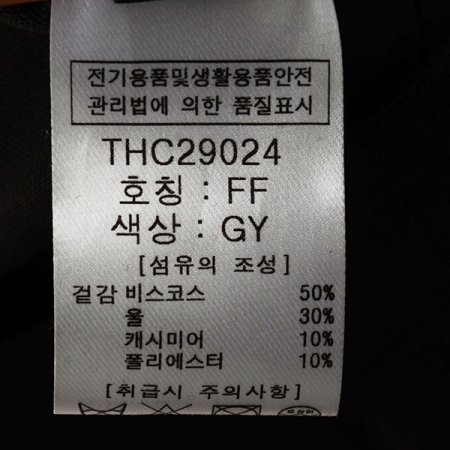 전기용품및생활용품안전
관리법에 의한 품질표시
THC29024
호칭 : FF
색상 : GY
[섬유의 조성]
겉감 비스코스 50%
울 30%
캐시미어 10%
폴리에스터 10%
[취급시 주의사항]
드라이